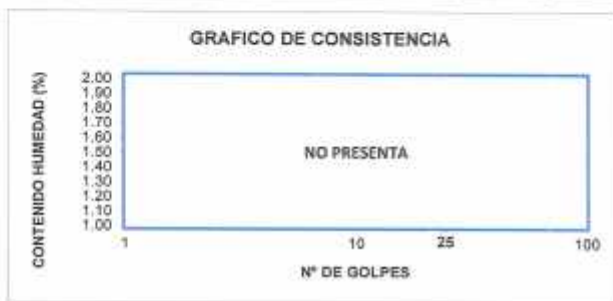 GRAFICO DE CONSISTENCIA
CONTENIDO HUMEDAD (%)
2.00
1.90
1.80
1.70
1.60
1.50
1.40
1.30
1.20
1.10
1.00
NO PRESENTA
1 10 25 100
Nº DE GOLPES